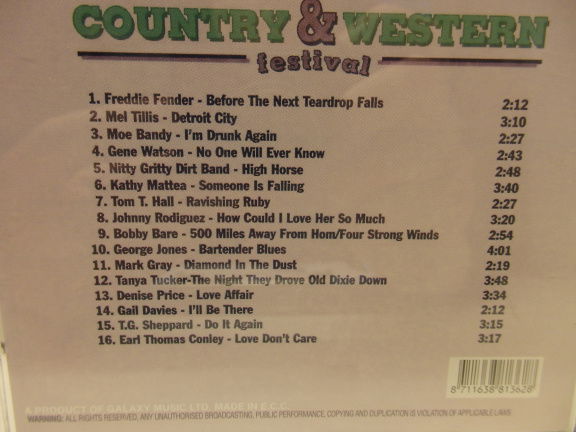 COUNTRY & WESTERN
festival
1. Freddie Fender - Before The Next Teardrop Falls 2:12
2. Mel Tillis - Detroit City 3:10
3. Moe Bandy - I'm Drunk Again 2:27
4. Gene Watson - No One Will Ever Know 2:43
5. Nitty Gritty Dirt Band - High Horse 2:48
6. Kathy Mattea - Someone Is Falling 3:40
7. Tom T. Hall - Ravishing Ruby 2:27
8. Johnny Rodiguez - How Could I Love Her So Much 3:20
9. Bobby Bare - 500 Miles Away From Hom/Four Strong Winds 2:54
10. George Jones - Bartender Blues 4:01
11. Mark Gray - Diamond In The Dust 2:19
12. Tanya Tucker-The Night They Drove Old Dixie Down 3:48
13. Denise Price - Love Affair 3:34
14. Gail Davies - I'll Be There 2:12
15. T.G. Sheppard - Do It Again 3:15
16. Earl Thomas Conley - Love Don't Care 3:17
8 711638 813628
A PRODUCT OF GALAXY MUSIC LTD. MADE IN E.C.C.
WARNING: ALL RIGHTS RESERVED. ANY UNAUTHORISED BROADCASTING, PUBLIC PERFORMANCE, COPYING AND DUPLICATION IS VIOLATION OF APPLICABLE LAWS